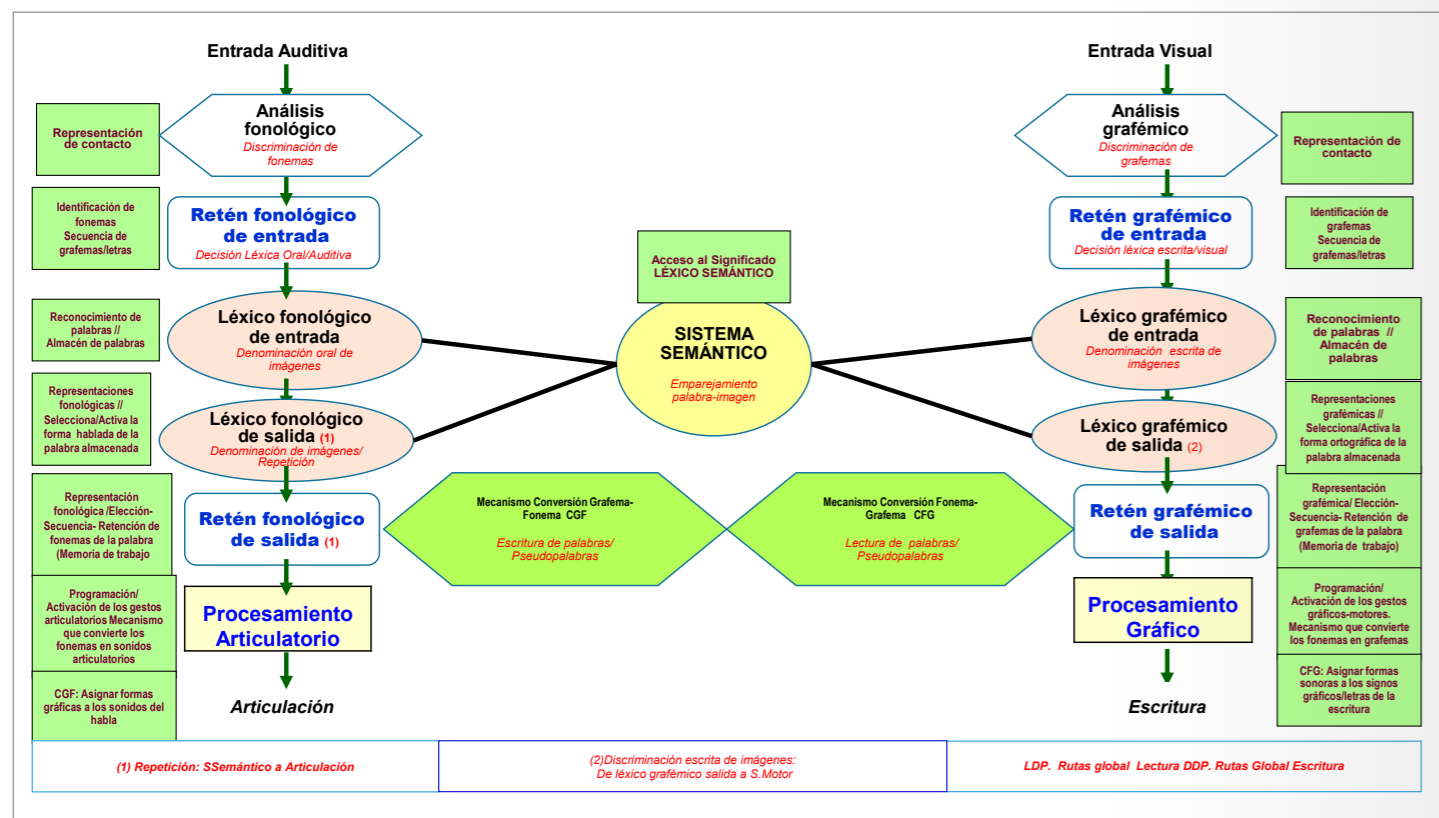 Entrada Auditiva
Análisis
fonológico
Discriminación de
fonemas
Representación
de contacto
Identificación de
fonemas
Secuencia de
grafemas/letras
Retén fonológico
de entrada
Decisión Léxica Oral/Auditiva
Reconocimiento de
palabras //
Almacén de palabras
Léxico fonológico
de entrada
Denominación oral de
imágenes
Representaciones
fonológicas //
Selecciona/Activa la
forma hablada de la
palabra almacenada
Léxico fonológico
de salida (1)
Denominación de imágenes/
Repetición
Representación
fonológica /Elección-
Secuencia- Retención de
fonemas de la palabra
(Memoria de trabajo
Retén fonológico
de salida (1)
Programación/
Activación de los gestos
articulatorios Mecanismo
que convierte los
fonemas en sonidos
articulatorios
Procesamiento
Articulatorio
CGF: Asignar formas
gráficas a los sonidos del
habla
Articulación
Acceso al Significado
LÉXICO SEMÁNTICO
SISTEMA
SEMÁNTICO
Emparejamiento
palabra-imagen
Mecanismo Conversión Grafema-
Fonema CGF
Escritura de palabras/
Pseudopalabras
Mecanismo Conversión Fonema-
Grafema CFG
Lectura de palabras/
Pseudopalabras
Entrada Visual
Análisis
grafémico
Discriminación de
grafemas
Representación de
contacto
Retén grafémico
de entrada
Decisión léxica escrita/visual
Identificación de
grafemas
Secuencia de
grafemas/letras
Léxico grafémico
de entrada
Denominación escrita de
imágenes
Reconocimiento
de palabras //
Almacén de
palabras
Léxico grafémico
de salida (2)
Representaciones
grafémicas //
Selecciona/Activa la
forma ortográfica de la
palabra almacenada
Retén grafémico
de salida
Representación
grafémica/ Elección-
Secuencia- Retención de
grafemas de la palabra
(Memoria de trabajo)
Procesamiento
Gráfico
Programación/
Activación de los gestos
gráficos-motores.
Mecanismo que convierte
los fonemas en grafemas
Escritura
CFG: Asignar formas
sonoras a los signos
gráficos/letras de la
escritura
(1) Repetición: SSemántico a Articulación
(2)Discriminación escrita de imágenes:
De léxico grafémico salida a S.Motor
LDP. Rutas global Lectura DDP. Rutas Global Escritura